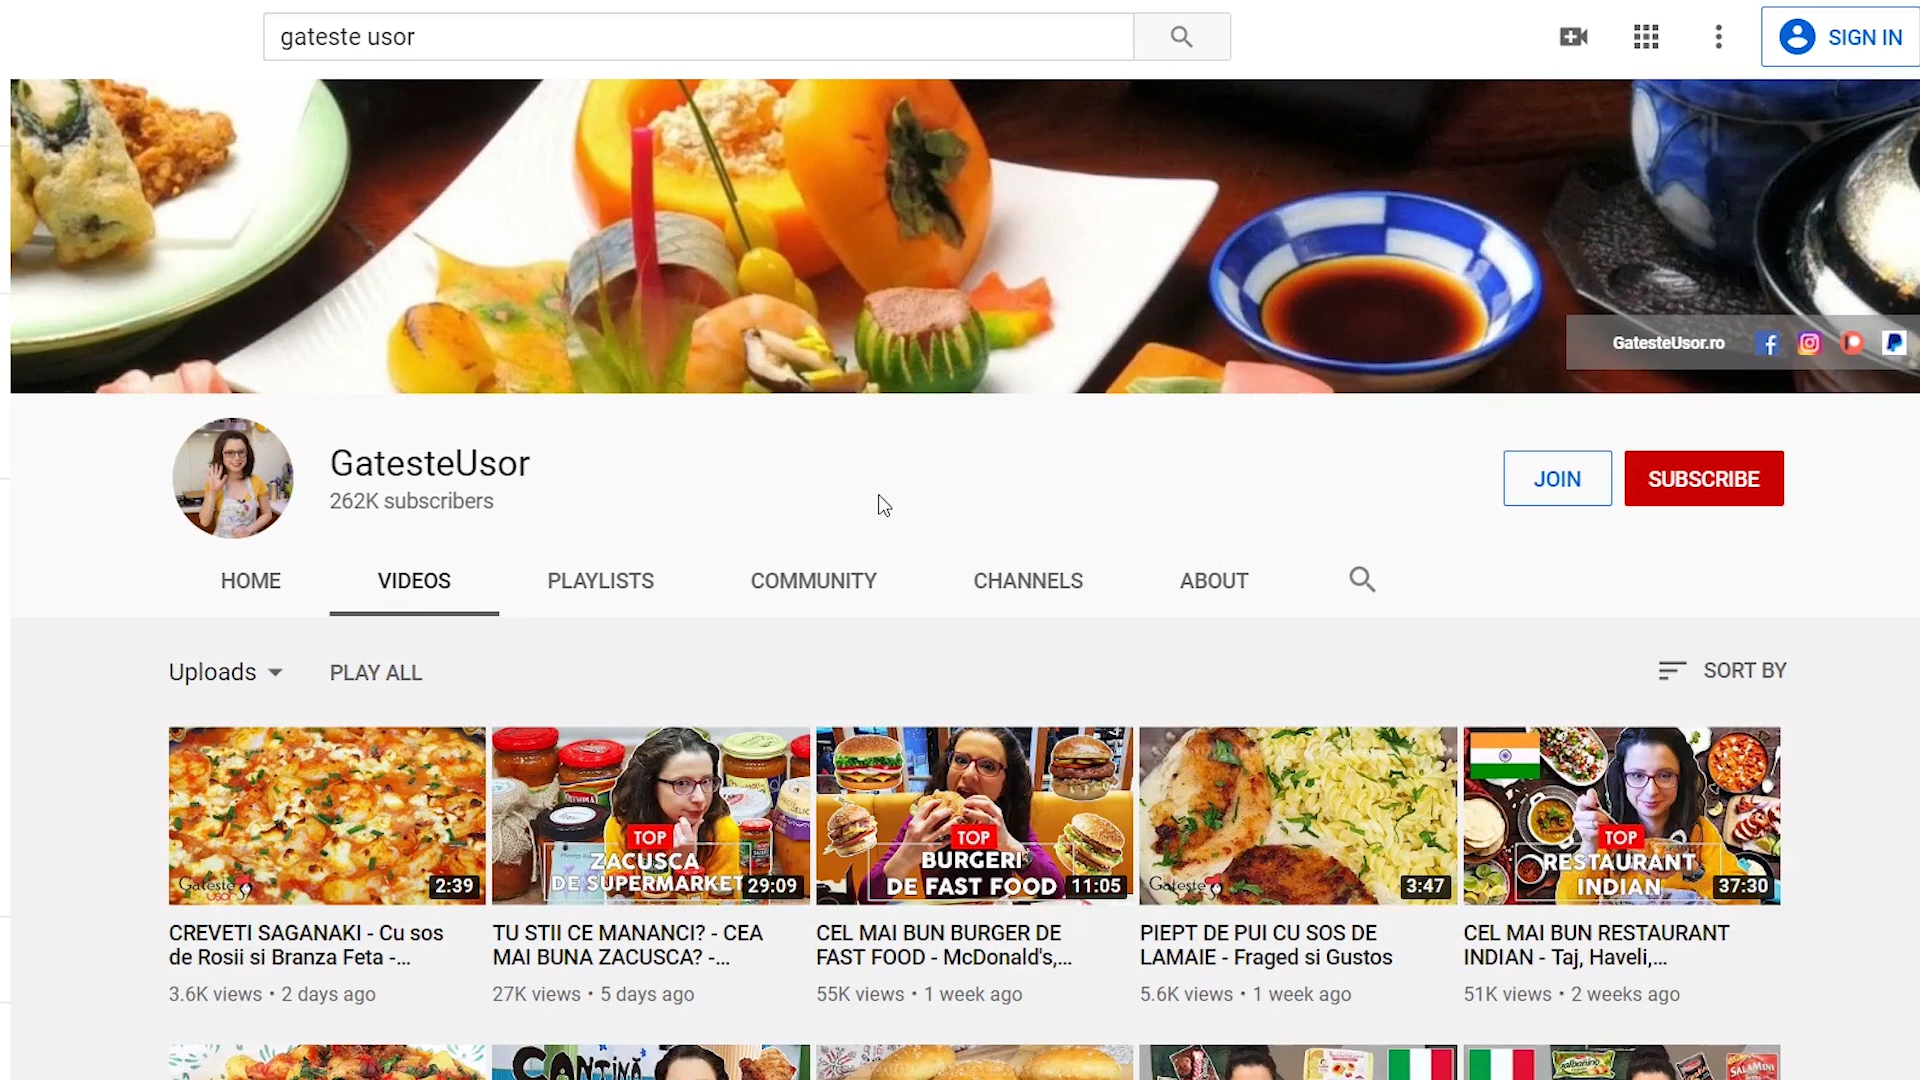 gateste usor
SIGN IN
GatesteUsor.ro
GatesteUsor
262K subscribers
JOIN
SUBSCRIBE
HOME
VIDEOS
PLAYLISTS
COMMUNITY
CHANNELS
ABOUT
Uploads
PLAY ALL
SORT BY
Gateste
Usor
2:39
TOP
ZACUSCA
DE SUPERMARKET
29:09
TOP
BURGERI
DE FAST FOOD
11:05
Gateste
3:47
TOP
RESTAURANT
INDIAN
37:30
CREVETI SAGANAKI - Cu sos
de Rosii si Branza Feta -...
3.6K views • 2 days ago
TU STII CE MANANCI? - CEA
MAI BUNA ZACUSCA? -...
27K views • 5 days ago
CEL MAI BUN BURGER DE
FAST FOOD - McDonald's,...
55K views • 1 week ago
PIEPT DE PUI CU SOS DE
LAMAIE - Fraged si Gustos
5.6K views • 1 week ago
CEL MAI BUN RESTAURANT
INDIAN - Taj, Haveli,...
51K views • 2 weeks ago
CANTINĂ
SALAMINI